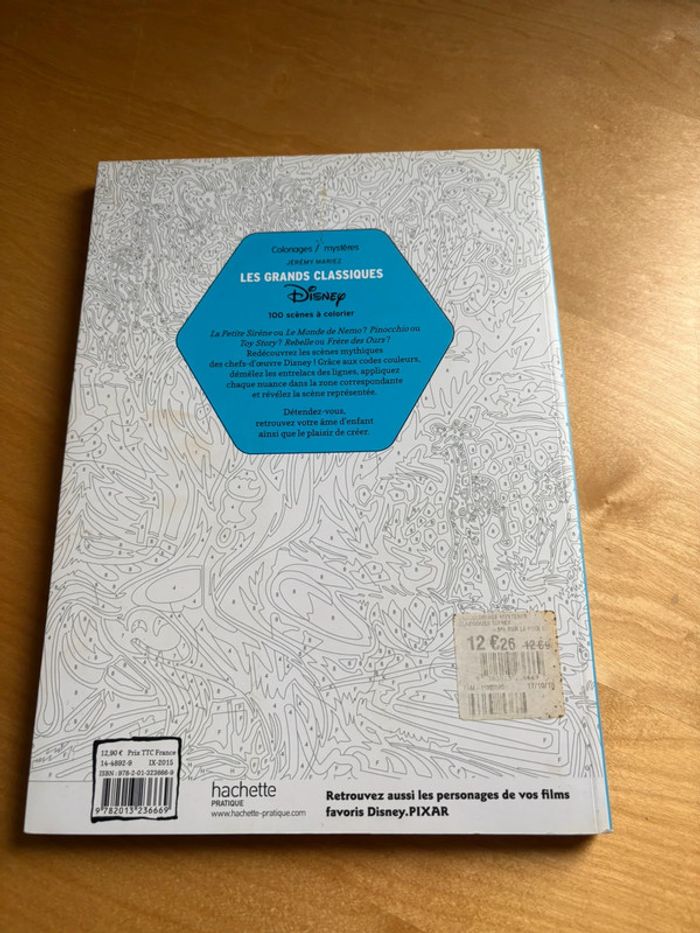 Coloriages mystères
JÉRÉMY MARIEZ
LES GRANDS CLASSIQUES
Disney
100 scènes à colorier
La Petite Sirène ou Le Monde de Nemo ? Pinocchio ou
Toy Story ? Rebelle ou Frère des Ours ?
Redécouvrez les scènes mythiques
des chefs-d'œuvre Disney ! Grâce aux codes couleurs,
démêlez les entrelacs des lignes, appliquez
chaque nuance dans la zone correspondante
et révélez la scène représentée.
Détendez-vous,
retrouvez votre âme d'enfant
ainsi que le plaisir de créer.
12 €26
12,90 € Prix TTC France
14-4892-9 IX-2015
ISBN : 978-2-01-323666-9
9 782013 236669
hachette
PRATIQUE
www.hachette-pratique.com
Retrouvez aussi les personages de vos films
favoris Disney.PIXAR